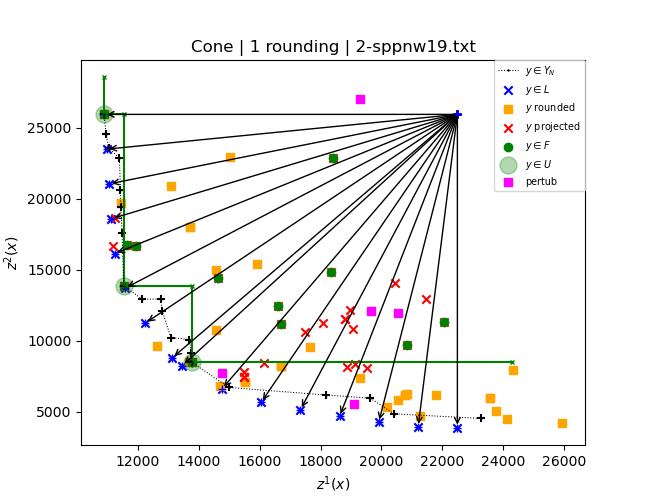 Cone | 1 rounding | 2-sppnw19.txt
y ∈ Y_N
y ∈ L
y rounded
y projected
y ∈ F
y ∈ U
pertub
z²(x)
25000
20000
15000
10000
5000
12000 14000 16000 18000 20000 22000 24000 26000
z¹(x)